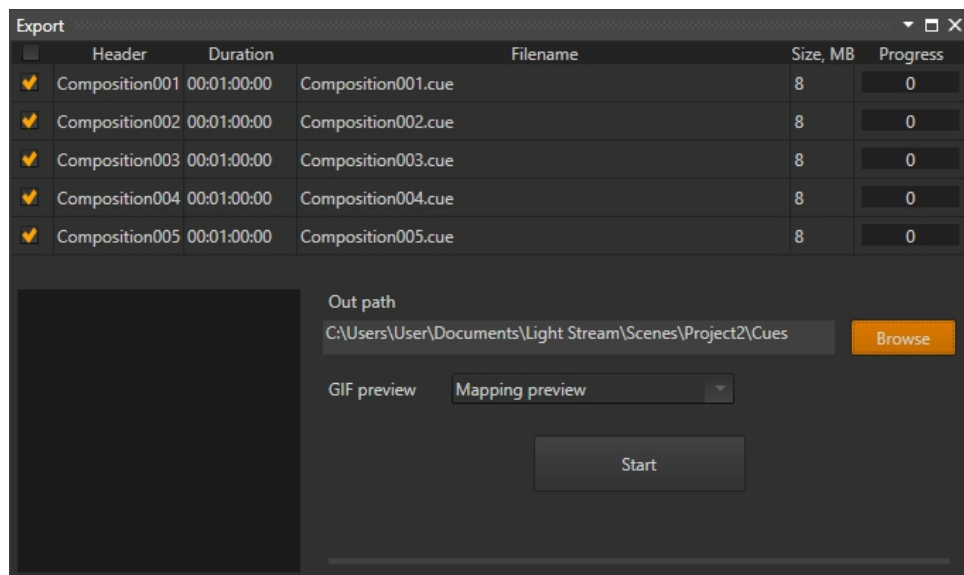 Export
Header Duration Filename Size, MB Progress
Composition001 00:01:00:00 Composition001.cue 8 0
Composition002 00:01:00:00 Composition002.cue 8 0
Composition003 00:01:00:00 Composition003.cue 8 0
Composition004 00:01:00:00 Composition004.cue 8 0
Composition005 00:01:00:00 Composition005.cue 8 0
Out path
C:\Users\User\Documents\Light Stream\Scenes\Project2\Cues Browse
GIF preview Mapping preview
Start